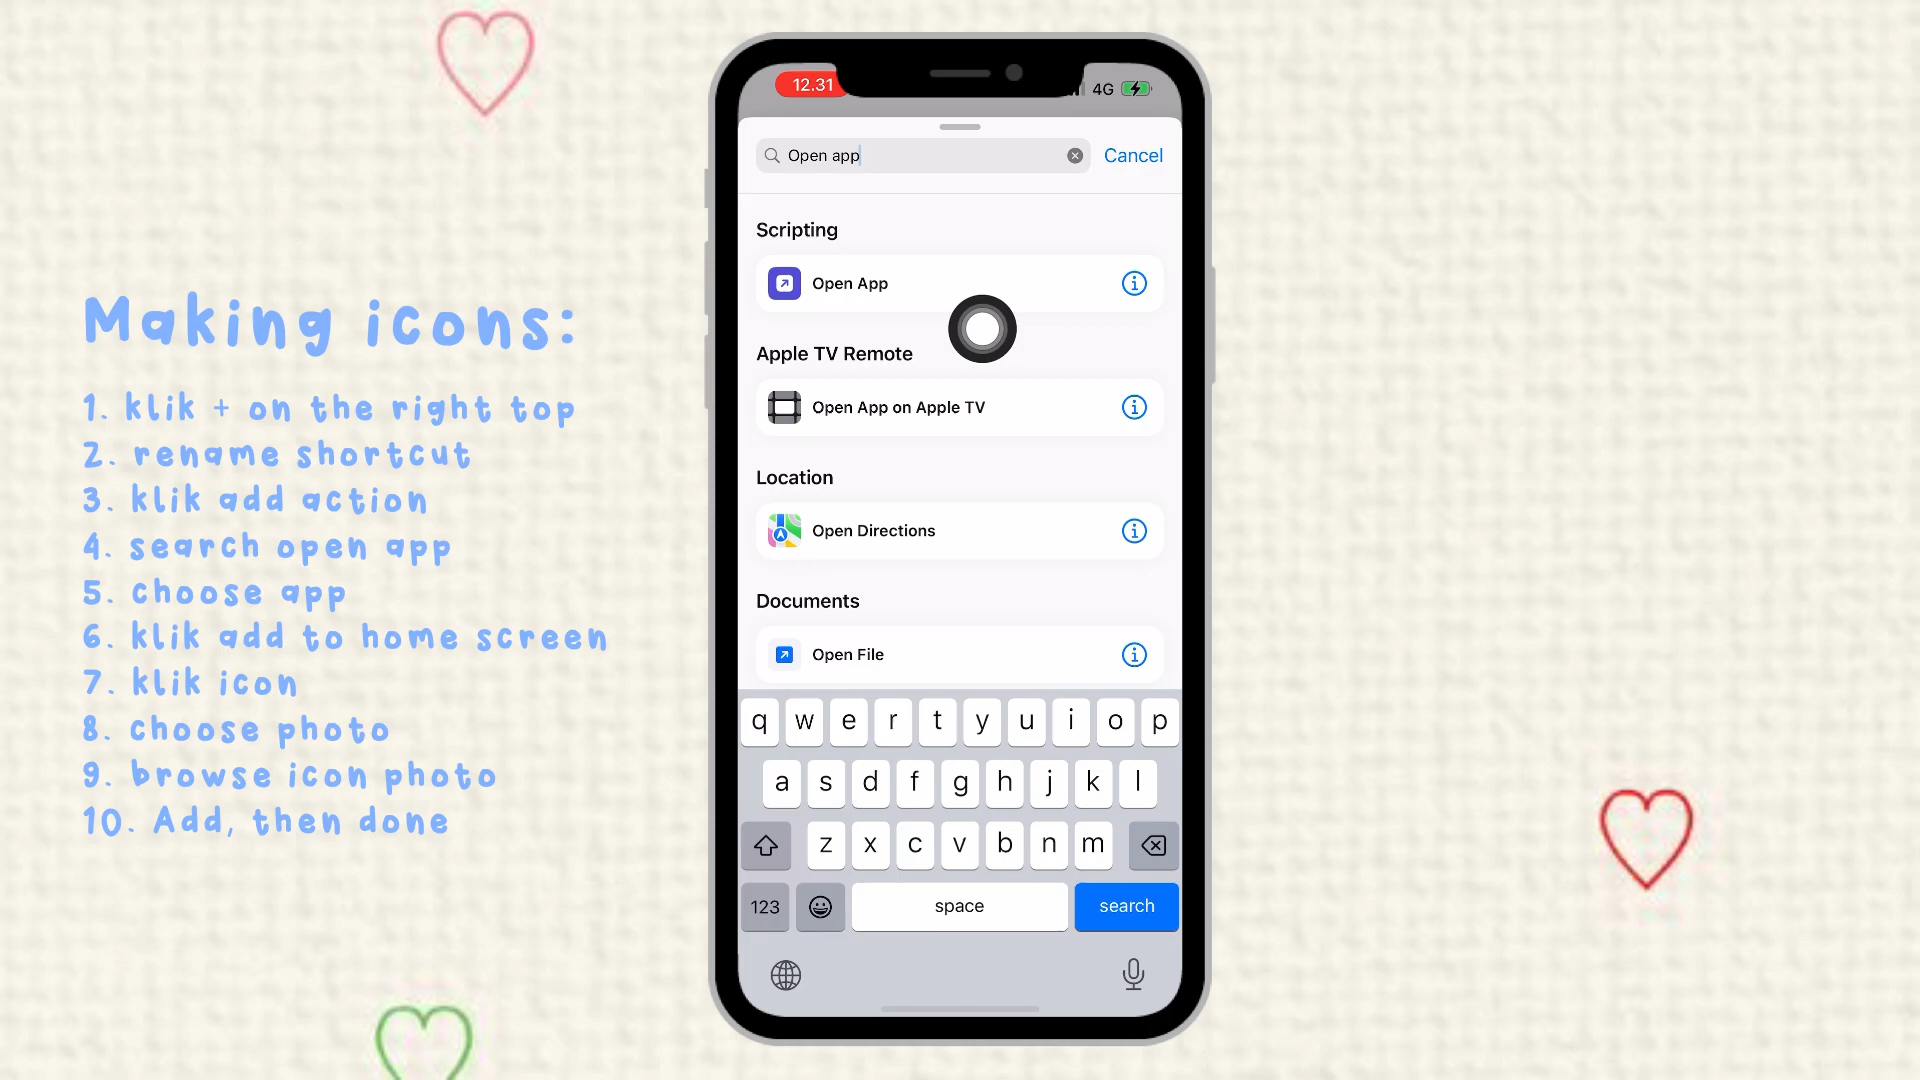 Making icons:
1. klik + on the right top
2. rename shortcut
3. klik add action
4. search open app
5. choose app
6. klik add to home screen
7. klik icon
8. choose photo
9. browse icon photo
10. Add, then done
12.31
4G
Open app
Cancel
Scripting
Open App
Apple TV Remote
Open App on Apple TV
Location
Open Directions
Documents
Open File
q w e r t y u i o p
a s d f g h j k l
z x c v b n m
123 space search